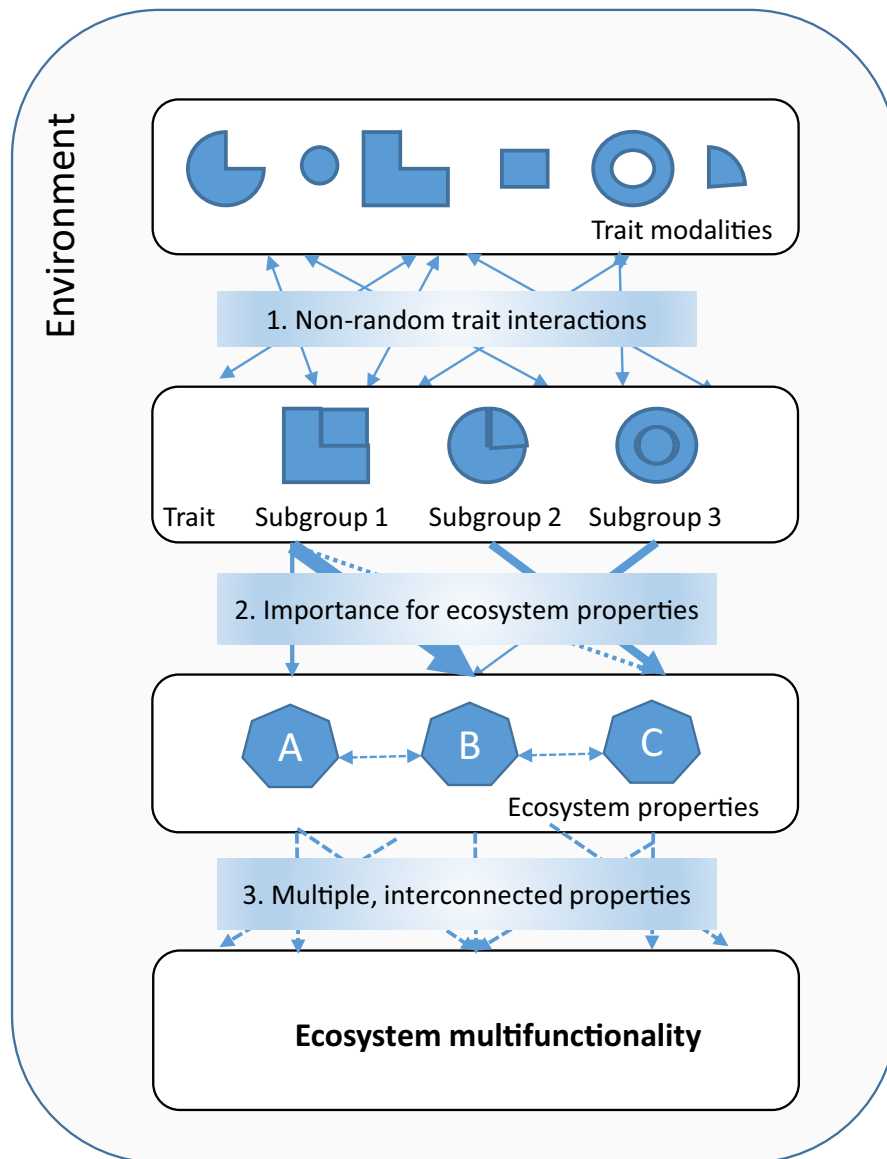 Environment
Trait modalities
1. Non-random trait interactions
Trait Subgroup 1 Subgroup 2 Subgroup 3
2. Importance for ecosystem properties
A B C
Ecosystem properties
3. Multiple, interconnected properties
Ecosystem multifunctionality